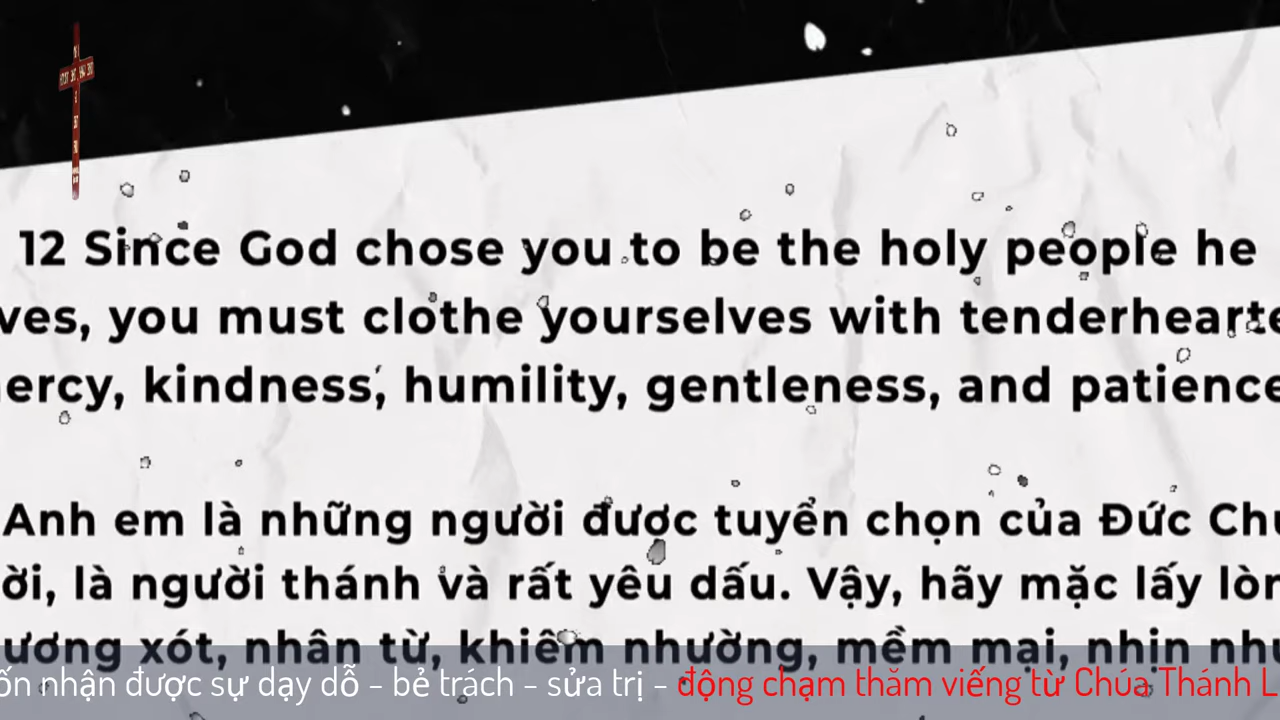 12 Since God chose you to be the holy people he
ves, you must clothe yourselves with tenderhearte
ercy, kindness, humility, gentleness, and patience
Anh em là những người được tuyển chọn của Đức Chú
ời, là người thánh và rất yêu dấu. Vậy, hãy mặc lấy lòn
ương xót, nhân từ, khiêm nhường, mềm mại, nhịn nhụ
ốn nhận được sự dạy dỗ - bẻ trách - sửa trị - động chạm thăm viếng từ Chúa Thánh L